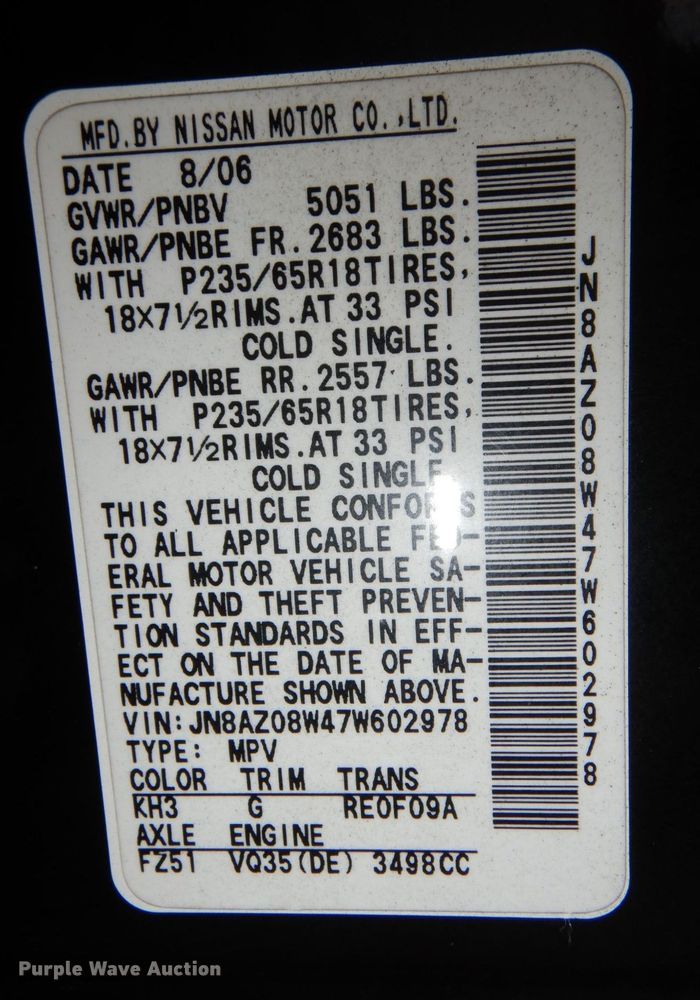 MFD. BY NISSAN MOTOR CO.,LTD.
DATE 8/06
GVWR/PNBV 5051 LBS.
GAWR/PNBE FR. 2683 LBS.
WITH P235/65R18TIRES,
18X7½RIMS. AT 33 PSI
COLD SINGLE.
GAWR/PNBE RR. 2557 LBS.
WITH P235/65R18TIRES,
18X7½RIMS. AT 33 PSI
COLD SINGLE
THIS VEHICLE CONFORMS
TO ALL APPLICABLE FED-
ERAL MOTOR VEHICLE SA-
FETY AND THEFT PREVEN-
TION STANDARDS IN EFF-
ECT ON THE DATE OF MA-
NUFACTURE SHOWN ABOVE.
VIN: JN8AZ08W47W602978
TYPE: MPV
COLOR TRIM TRANS
KH3 G RE0F09A
AXLE ENGINE
FZ51 VQ35(DE) 3498CC
JN8AZ08W47W602978
Purple Wave Auction